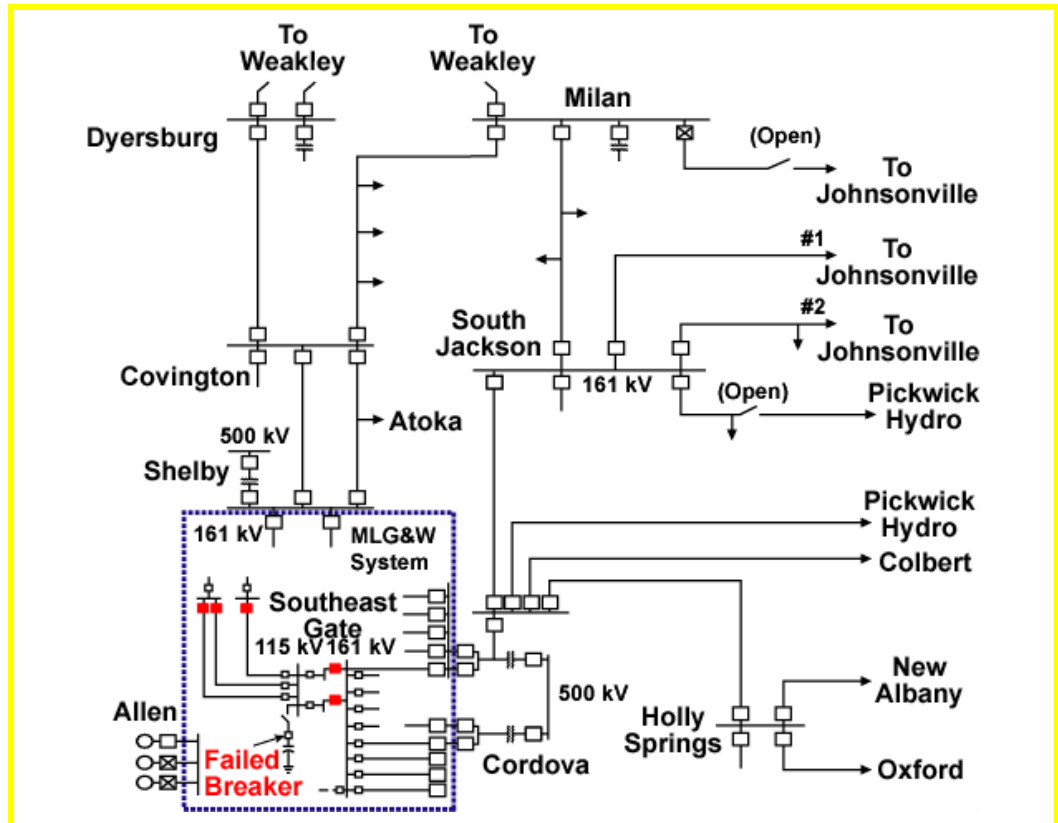 To
Weakley
To
Weakley
Milan
Dyersburg
(Open)
To
Johnsonville
#1
To
Johnsonville
South
Jackson
#2
To
Johnsonville
Covington
161 kV
(Open)
Pickwick
Hydro
Atoka
500 kV
Shelby
161 kV
MLG&W
System
Pickwick
Hydro
Colbert
Southeast
Gate
115 kV
161 kV
500 kV
New
Albany
Allen
Holly
Springs
Failed
Breaker
Cordova
Oxford